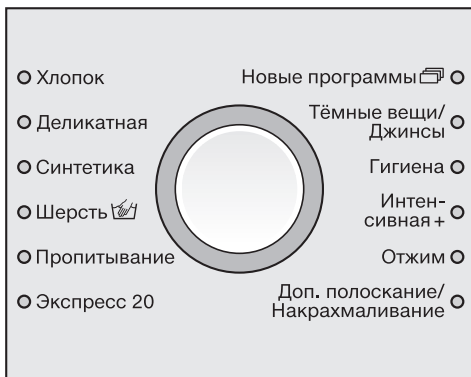 Хлопок
Деликатная
Синтетика
Шерсть
Пропитывание
Экспресс 20
Новые программы
Тёмные вещи/
Джинсы
Гигиена
Интен-
сивная +
Отжим
Доп. полоскание/
Накрахмаливание